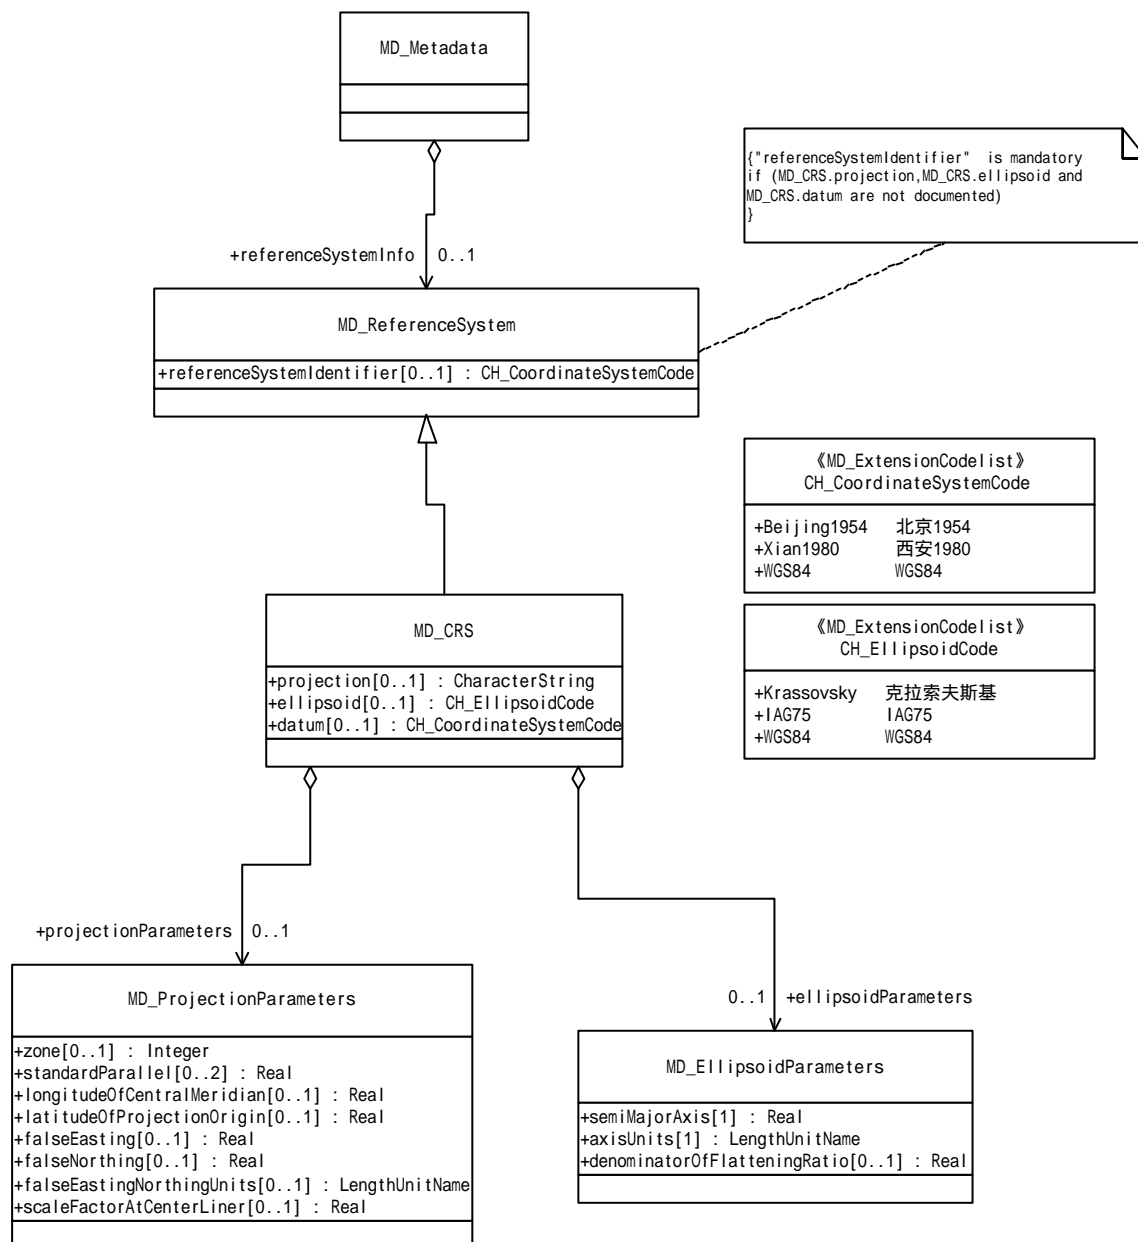 MD_Metadata
{"referenceSystemIdentifier" is mandatory
if (MD_CRS.projection,MD_CRS.ellipsoid and
MD_CRS.datum are not documented)
}
+referenceSystemInfo 0..1
MD_ReferenceSystem
+referenceSystemIdentifier[0..1] : CH_CoordinateSystemCode
《MD_ExtensionCodelist》
CH_CoordinateSystemCode
+Beijing1954 北京1954
+Xian1980 西安1980
+WGS84 WGS84
《MD_ExtensionCodelist》
CH_EllipsoidCode
+Krassovsky 克拉索夫斯基
+IAG75 IAG75
+WGS84 WGS84
MD_CRS
+projection[0..1] : CharacterString
+ellipsoid[0..1] : CH_EllipsoidCode
+datum[0..1] : CH_CoordinateSystemCode
+projectionParameters 0..1
MD_ProjectionParameters
+zone[0..1] : Integer
+standardParallel[0..2] : Real
+longitudeOfCentralMeridian[0..1] : Real
+latitudeOfProjectionOrigin[0..1] : Real
+falseEasting[0..1] : Real
+falseNorthing[0..1] : Real
+falseEastingNorthingUnits[0..1] : LengthUnitName
+scaleFactorAtCenterLiner[0..1] : Real
0..1 +ellipsoidParameters
MD_EllipsoidParameters
+semiMajorAxis[1] : Real
+axisUnits[1] : LengthUnitName
+denominatorOfFlatteningRatio[0..1] : Real